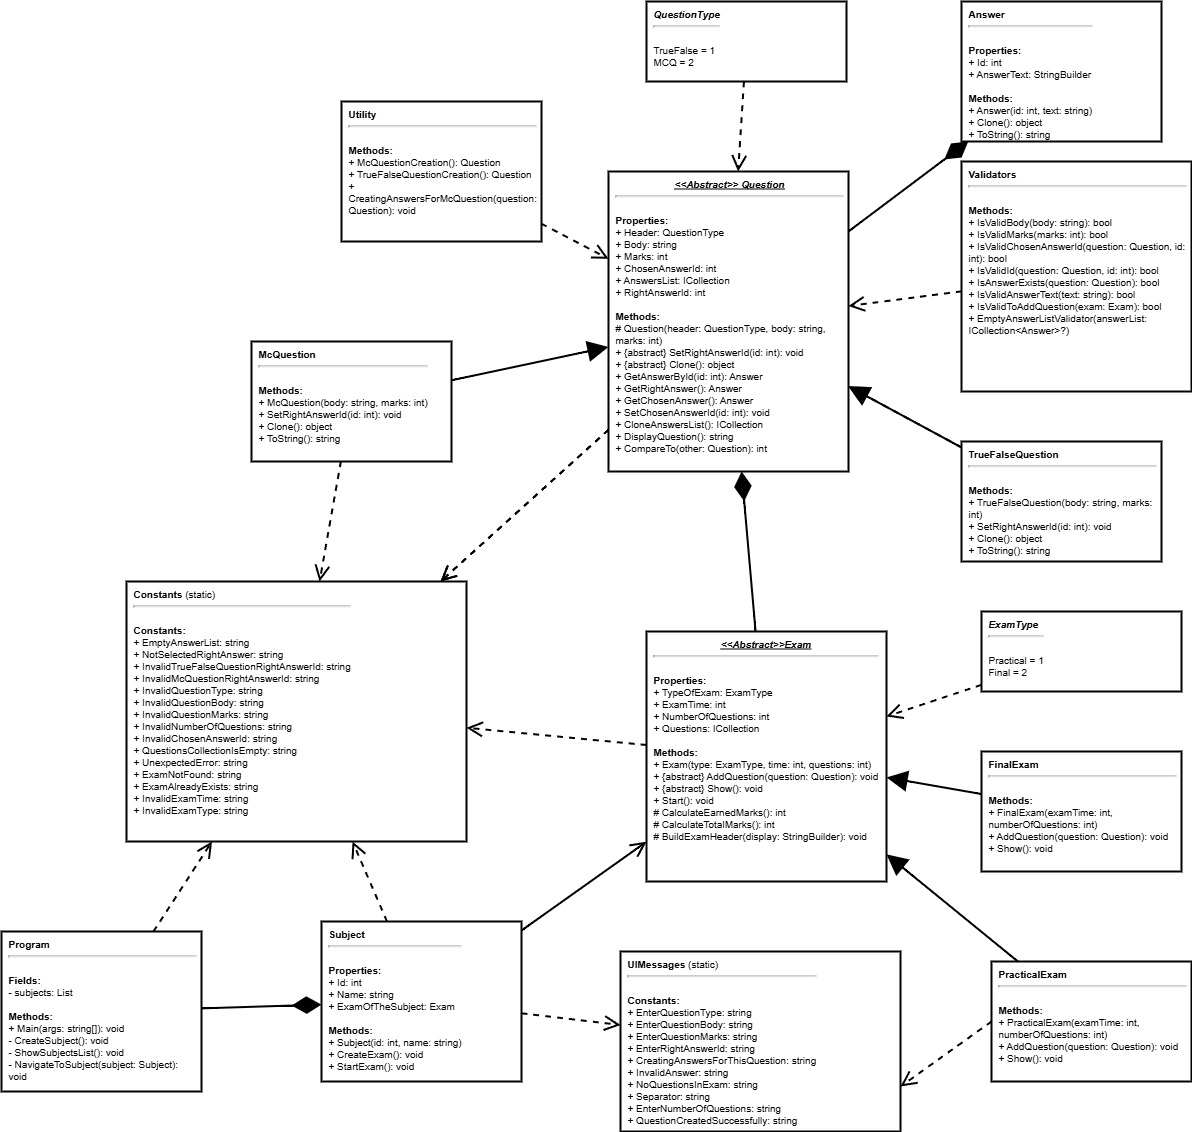 QuestionType
TrueFalse = 1
MCQ = 2
Answer
Properties:
+ Id: int
+ AnswerText: StringBuilder
Methods:
+ Answer(id: int, text: string)
+ Clone(): object
+ ToString(): string
Utility
Methods:
+ McQuestionCreation(): Question
+ TrueFalseQuestionCreation(): Question
+
CreatingAnswersForMcQuestion(question:
Question): void
<<Abstract>> Question
Properties:
+ Header: QuestionType
+ Body: string
+ Marks: int
+ ChosenAnswerId: int
+ AnswersList: ICollection
+ RightAnswerId: int
Methods:
# Question(header: QuestionType, body: string,
marks: int)
+ {abstract} SetRightAnswerId(id: int): void
+ {abstract} Clone(): object
+ GetAnswerById(id: int): Answer
+ GetRightAnswer(): Answer
+ GetChosenAnswer(): Answer
+ SetChosenAnswerId(id: int): void
+ CloneAnswersList(): ICollection
+ DisplayQuestion(): string
+ CompareTo(other: Question): int
Validators
Methods:
+ IsValidBody(body: string): bool
+ IsValidMarks(marks: int): bool
+ IsValidChosenAnswerId(question: Question, id:
int): bool
+ IsValidId(question: Question, id: int): bool
+ IsAnswerExists(question: Question): bool
+ IsValidAnswerText(text: string): bool
+ IsValidToAddQuestion(exam: Exam): bool
+ EmptyAnswerListValidator(answerList:
ICollection<Answer>?)
McQuestion
Methods:
+ McQuestion(body: string, marks: int)
+ SetRightAnswerId(id: int): void
+ Clone(): object
+ ToString(): string
TrueFalseQuestion
Methods:
+ TrueFalseQuestion(body: string, marks:
int)
+ SetRightAnswerId(id: int): void
+ Clone(): object
+ ToString(): string
Constants (static)
Constants:
+ EmptyAnswerList: string
+ NotSelectedRightAnswer: string
+ InvalidTrueFalseQuestionRightAnswerId: string
+ InvalidMcQuestionRightAnswerId: string
+ InvalidQuestionType: string
+ InvalidQuestionBody: string
+ InvalidQuestionMarks: string
+ InvalidNumberOfQuestions: string
+ InvalidChosenAnswerId: string
+ QuestionsCollectionIsEmpty: string
+ UnexpectedError: string
+ ExamNotFound: string
+ ExamAlreadyExists: string
+ InvalidExamTime: string
+ InvalidExamType: string
<<Abstract>>Exam
Properties:
+ TypeOfExam: ExamType
+ ExamTime: int
+ NumberOfQuestions: int
+ Questions: ICollection
Methods:
+ Exam(type: ExamType, time: int, questions: int)
+ {abstract} AddQuestion(question: Question): void
+ {abstract} Show(): void
+ Start(): void
# CalculateEarnedMarks(): int
# CalculateTotalMarks(): int
# BuildExamHeader(display: StringBuilder): void
ExamType
Practical = 1
Final = 2
FinalExam
Methods:
+ FinalExam(examTime: int,
numberOfQuestions: int)
+ AddQuestion(question: Question): void
+ Show(): void
Program
Fields:
- subjects: List
Methods:
+ Main(args: string[]): void
- CreateSubject(): void
- ShowSubjectsList(): void
- NavigateToSubject(subject: Subject):
void
Subject
Properties:
+ Id: int
+ Name: string
+ ExamOfTheSubject: Exam
Methods:
+ Subject(id: int, name: string)
+ CreateExam(): void
+ StartExam(): void
UIMessages (static)
Constants:
+ EnterQuestionType: string
+ EnterQuestionBody: string
+ EnterQuestionMarks: string
+ EnterRightAnswerId: string
+ CreatingAnswersForThisQuestion: string
+ InvalidAnswer: string
+ NoQuestionsInExam: string
+ Separator: string
+ EnterNumberOfQuestions: string
+ QuestionCreatedSuccessfully: string
PracticalExam
Methods:
+ PracticalExam(examTime: int,
numberOfQuestions: int)
+ AddQuestion(question: Question): void
+ Show(): void